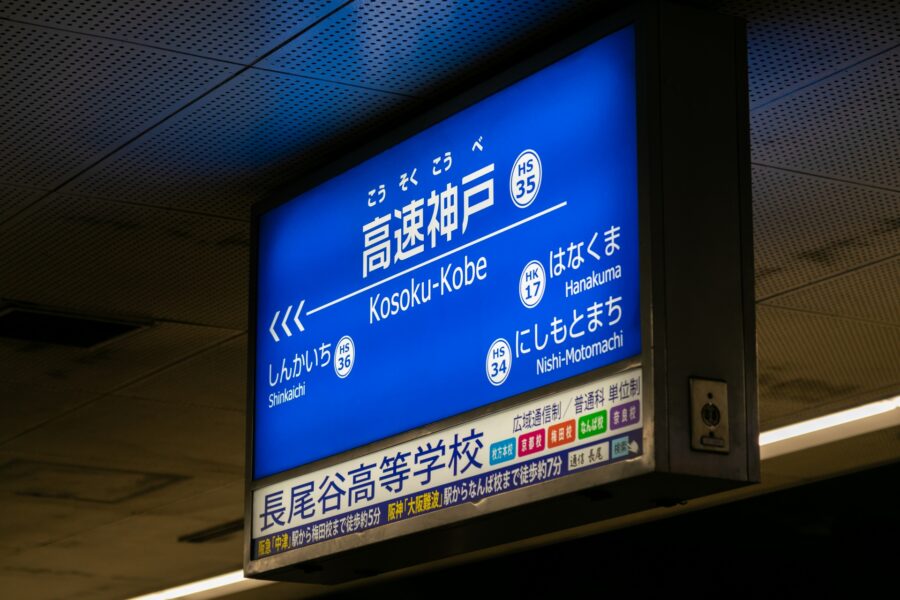 こうそくこうべ
高速神戸 HS 35
Kosoku-Kobe
しんかいち HS 36
Shinkaichi
HK 17 はなくま
Hanakuma
HS 34 にしもとまち
Nishi-Motomachi
長尾谷高等学校
広域通信制/普通科 単位制
枚方本校 京都校 梅田校 なんば校 奈良校
阪急「中津」駅から梅田校まで徒歩約5分 阪神「大阪難波」駅からなんば校まで徒歩約7分
通信 長尾 検索